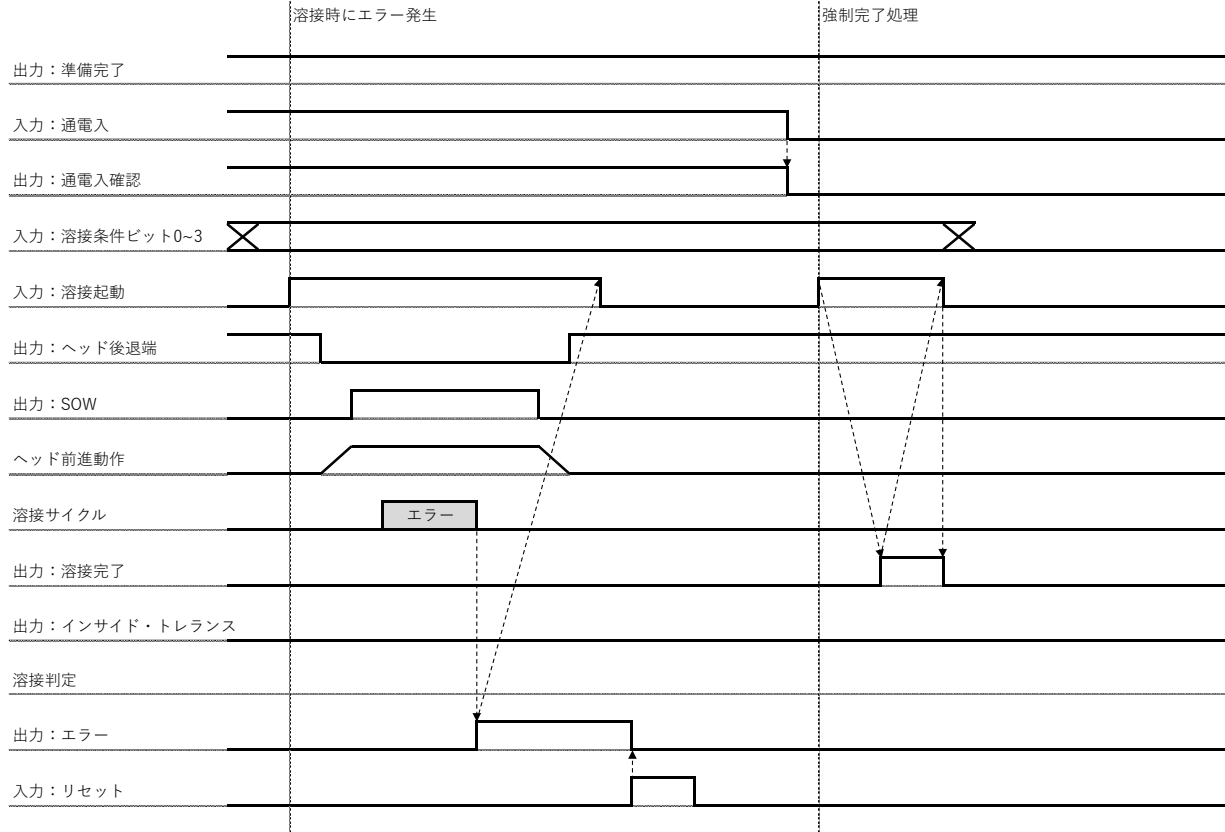 溶接時にエラー発生
強制完了処理
出力：準備完了
入力：通電入
出力：通電入確認
入力：溶接条件ビット0~3
入力：溶接起動
出力：ヘッド後退端
出力：SOW
ヘッド前進動作
溶接サイクル
エラー
出力：溶接完了
出力：インサイド・トレランス
溶接判定
出力：エラー
入力：リセット